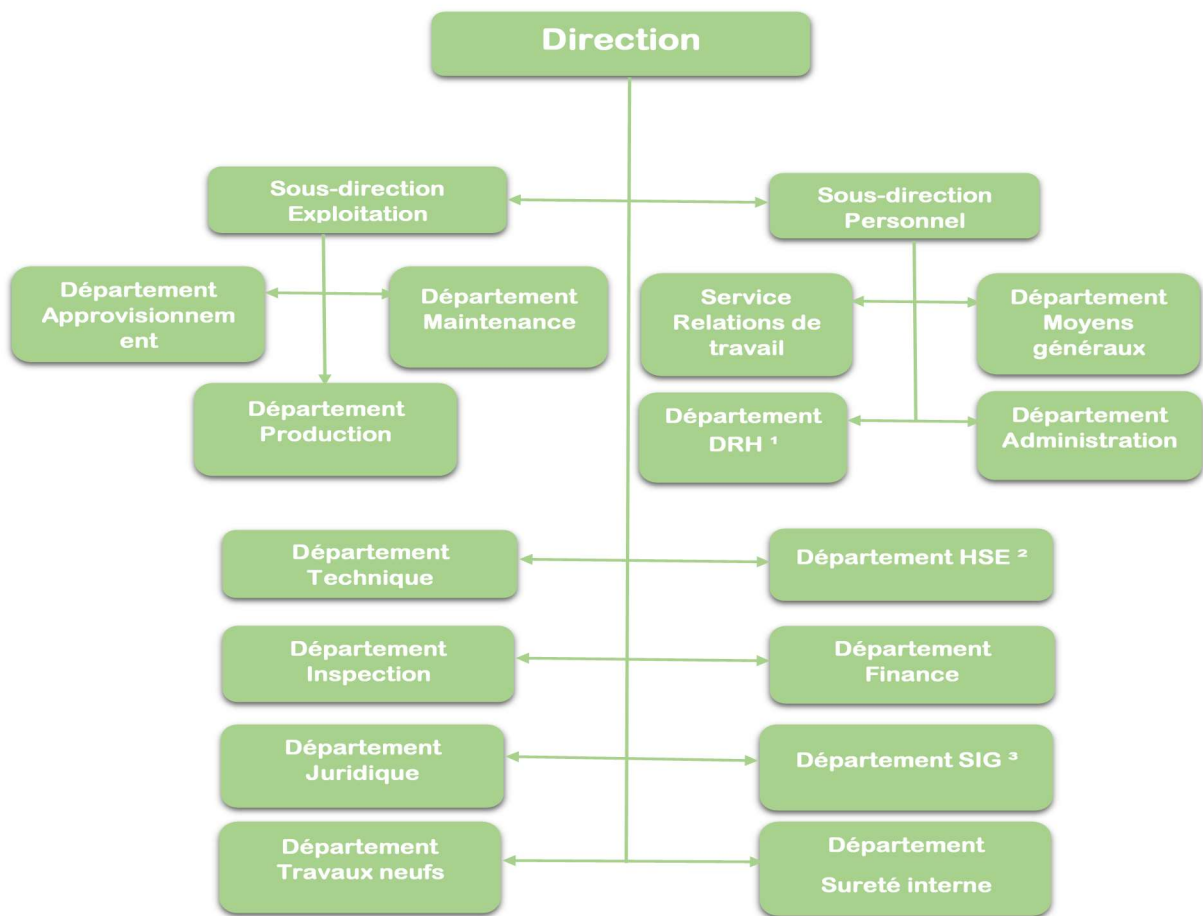 Direction
Sous-direction
Exploitation
Sous-direction
Personnel
Département
Approvisionnem
ent
Département
Maintenance
Service
Relations de
travail
Département
Moyens
généraux
Département
Production
Département
DRH ¹
Département
Administration
Département
Technique
Département HSE ²
Département
Inspection
Département
Finance
Département
Juridique
Département SIG ³
Département
Travaux neufs
Département
Sureté interne